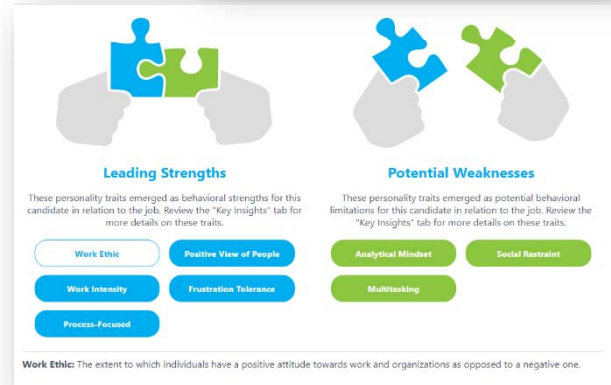 Leading Strengths
These personality traits emerged as behavioral strengths for this
candidate in relation to the job. Review the "Key Insights" tab for
more details on these traits.
Work Ethic
Positive View of People
Work Intensity
Frustration Tolerance
Process-Focused
Potential Weaknesses
These personality traits emerged as potential behavioral
limitations for this candidate in relation to the job. Review the
"Key Insights" tab for more details on these traits.
Analytical Mindset
Social Restraint
Multitasking
Work Ethic: The extent to which individuals have a positive attitude towards work and organizations as opposed to a negative one.